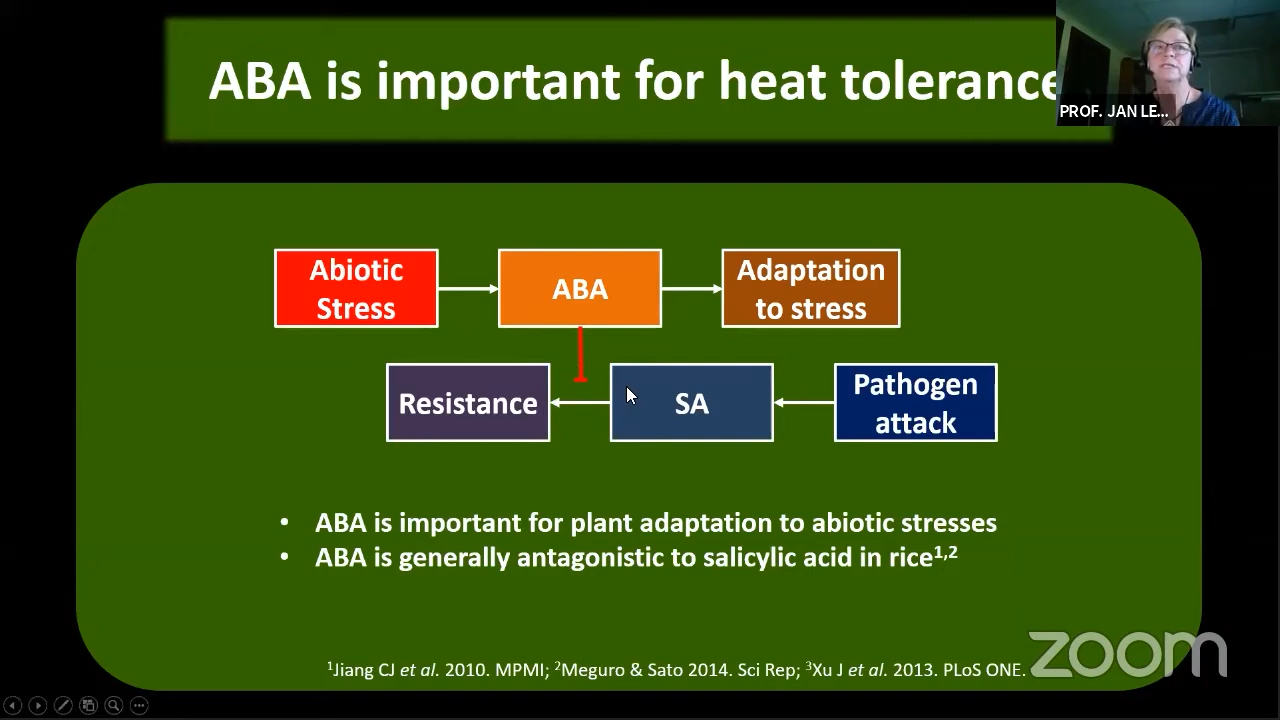 ABA is important for heat tolerance
PROF. JAN LE...
Abiotic
Stress
ABA
Adaptation
to stress
Resistance
SA
Pathogen
attack
• ABA is important for plant adaptation to abiotic stresses
• ABA is generally antagonistic to salicylic acid in rice1,2
1Jiang CJ et al. 2010. MPMI; 2Meguro & Sato 2014. Sci Rep; 3Xu J et al. 2013. PLoS ONE.
zoom